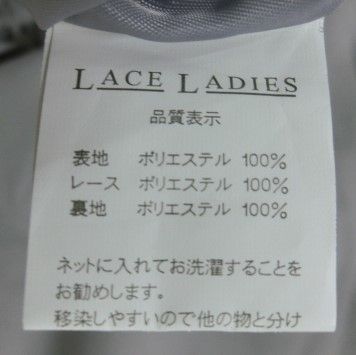 LACE LADIES
品質表示
表地 ポリエステル 100%
レース ポリエステル 100%
裏地 ポリエステル 100%
ネットに入れてお洗濯することを
お勧めします。
移染しやすいので他の物と分け